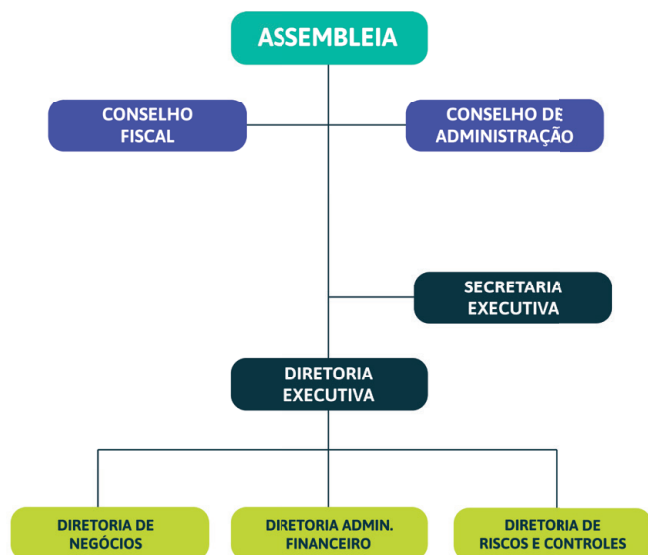 ASSEMBLEIA
CONSELHO
FISCAL
CONSELHO DE
ADMINISTRAÇÃO
SECRETARIA
EXECUTIVA
DIRETORIA
EXECUTIVA
DIRETORIA DE
NEGÓCIOS
DIRETORIA ADMIN.
FINANCEIRO
DIRETORIA DE
RISCOS E CONTROLES